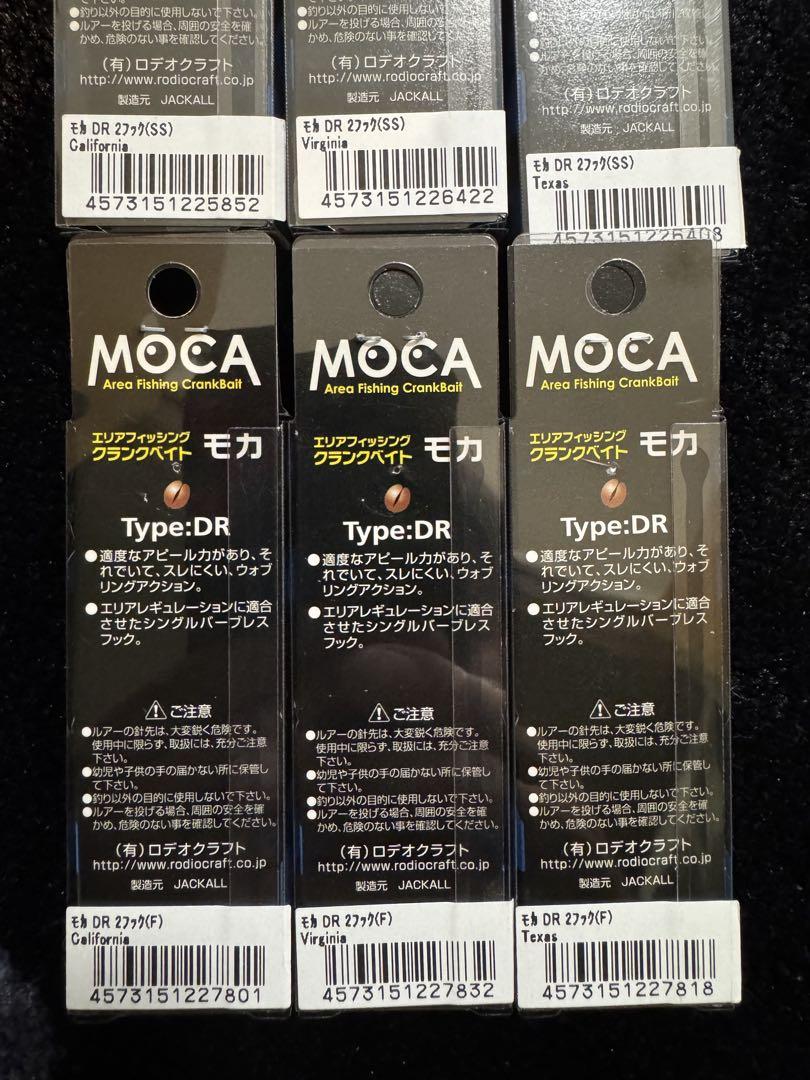 ●釣り以外の目的に使用しないで下さい。
●ルアーを投げる場合、周囲の安全を確
かめ、危険のない事を確認してください。
(有)ロデオクラフト
http://www.rodiocraft.co.jp
製造元 JACKALL
モカ DR 2フック(SS)
California
4573151225852
●釣り以外の目的に使用しないで下さい。
●ルアーを投げる場合、周囲の安全を確
かめ、危険のない事を確認してください。
(有)ロデオクラフト
http://www.rodiocraft.co.jp
製造元 JACKALL
モカ DR 2フック(SS)
Virginia
4573151226422
(有)ロデオクラフト
http://www.rodiocraft.co.jp
製造元 JACKALL
モカ DR 2フック(SS)
Texas
4573151226408
MOCA
Area Fishing CrankBait
エリアフィッシング
クランクベイト モカ
Type:DR
●適度なアピール力があり、そ
れでいて、スレにくい、ウォブ
リングアクション。
●エリアレギュレーションに適合
させたシングルバーブレス
フック。
⚠ご注意
●ルアーの針先は、大変鋭く危険です。
使用中に限らず、取扱には、充分ご注意
下さい。
●幼児や子供の手の届かない所に保管し
て下さい。
●釣り以外の目的に使用しないで下さい。
●ルアーを投げる場合、周囲の安全を確
かめ、危険のない事を確認してください。
(有)ロデオクラフト
http://www.rodiocraft.co.jp
製造元 JACKALL
モカ DR 2フック(F)
California
4573151227801
MOCA
Area Fishing CrankBait
エリアフィッシング
クランクベイト モカ
Type:DR
●適度なアピール力があり、そ
れでいて、スレにくい、ウォブ
リングアクション。
●エリアレギュレーションに適合
させたシングルバーブレス
フック。
⚠ご注意
●ルアーの針先は、大変鋭く危険です。
使用中に限らず、取扱には、充分ご注意
下さい。
●幼児や子供の手の届かない所に保管し
て下さい。
●釣り以外の目的に使用しないで下さい。
●ルアーを投げる場合、周囲の安全を確
かめ、危険のない事を確認してください。
(有)ロデオクラフト
http://www.rodiocraft.co.jp
製造元 JACKALL
モカ DR 2フック(F)
Virginia
4573151227832
MOCA
Area Fishing CrankBait
エリアフィッシング
クランクベイト モカ
Type:DR
●適度なアピール力があり、そ
れでいて、スレにくい、ウォブ
リングアクション。
●エリアレギュレーションに適合
させたシングルバーブレス
フック。
⚠ご注意
●ルアーの針先は、大変鋭く危険です。
使用中に限らず、取扱には、充分ご注意
下さい。
●幼児や子供の手の届かない所に保管し
て下さい。
●釣り以外の目的に使用しないで下さい。
●ルアーを投げる場合、周囲の安全を確
かめ、危険のない事を確認してください。
(有)ロデオクラフト
http://www.rodiocraft.co.jp
製造元 JACKALL
モカ DR 2フック(F)
Texas
4573151227818